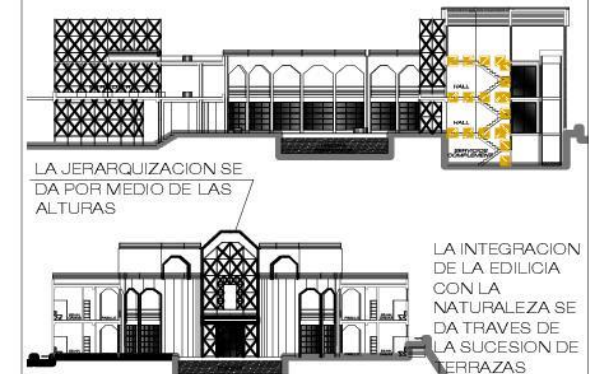 HALL
HALL
SERVICIOS
COMPLEMENT.
LA JERARQUIZACION SE
DA POR MEDIO DE LAS
ALTURAS
LA INTEGRACION
DE LA EDILICIA
CON LA
NATURALEZA SE
DA TRAVES DE
LA SUCESION DE
TERRAZAS